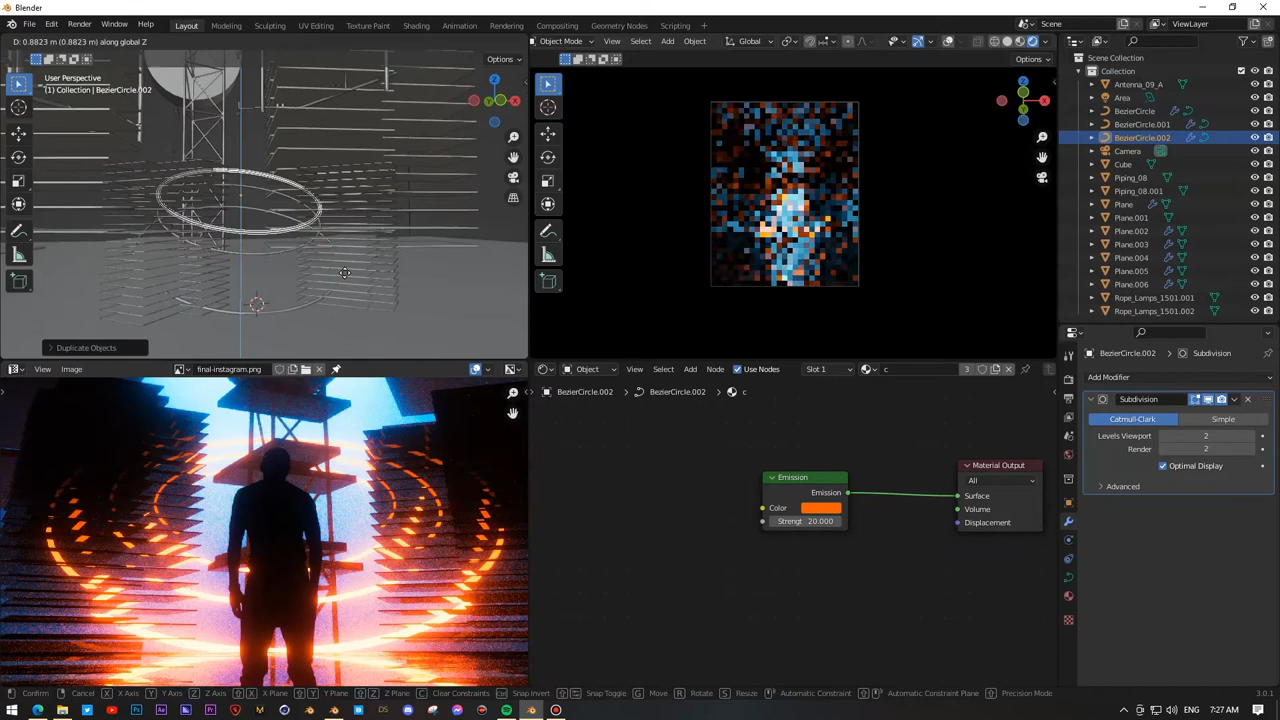 Blender
File Edit Render Window Help Layout Modeling Sculpting UV Editing Texture Paint Shading Animation Rendering Compositing Geometry Nodes Scripting + Scene ViewLayer
D: 0.8823 m (0.8823 m) along global Z
Object Mode View Select Add Object Global
Options
Options
User Perspective
(1) Collection | BezierCircle.002
Z
X
Y
Z
X
Y
Duplicate Objects
Scene Collection
Collection
Antenna_09_A
Area
BezierCircle
BezierCircle.001
BezierCircle.002
Camera
Cube
Piping_08
Piping_08.001
Plane
Plane.001
Plane.002
Plane.003
Plane.004
Plane.005
Plane.006
Rope_Lamps_1501.001
Rope_Lamps_1502.002
View Image final-instagram.png
Object View Select Add Node Use Nodes Slot 1 c 3
BezierCircle.002 BezierCircle.002 c
Emission
Emission
Color
Strengt 20.000
Material Output
All
Surface
Volume
Displacement
BezierCircle.002 Subdivision
Add Modifier
Subdivision
Catmull-Clark Simple
Levels Viewport 2
Render 2
Optimal Display
Advanced
Confirm Cancel X X Axis Y Y Axis Z Z Axis X X Plane Y Y Plane Z Z Plane C Clear Constraints Snap Invert Snap Toggle G Move R Rotate S Resize Automatic Constraint Automatic Constraint Plane Precision Mode 3.0.1
Ps Ae Au Pr M DS 7:27 AM